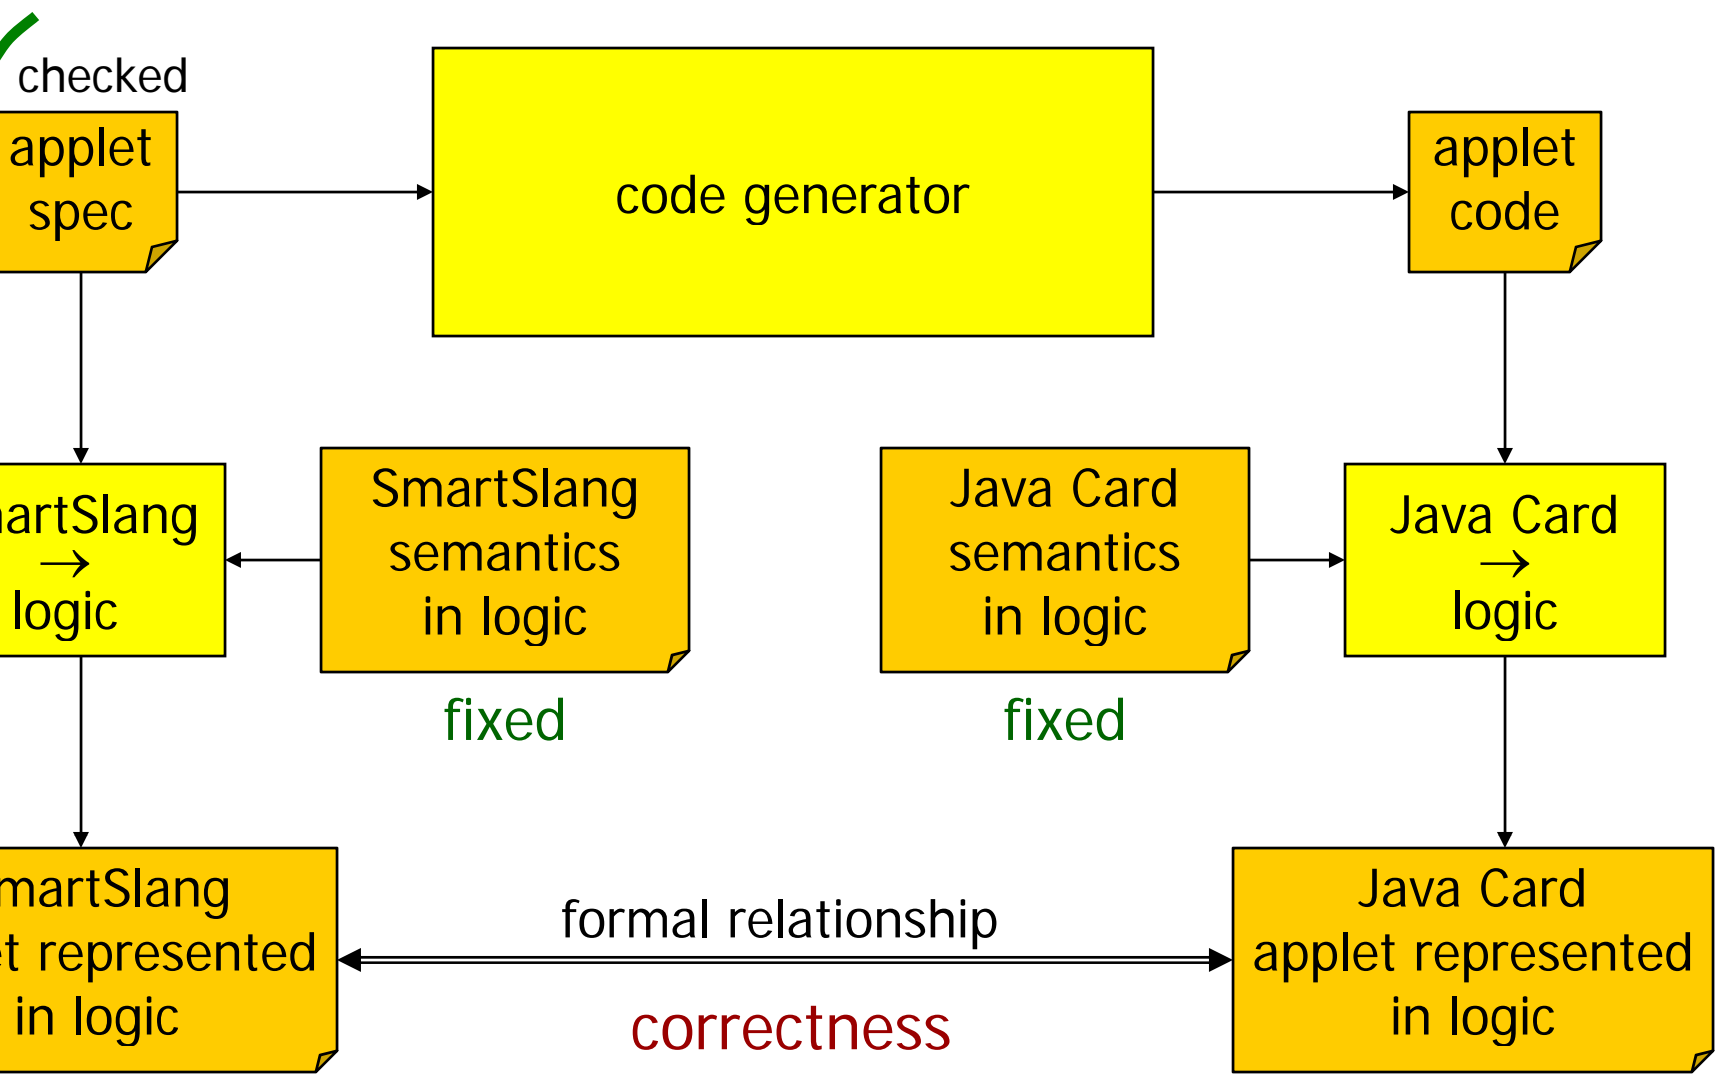 checked
applet
spec
code generator
applet
code
artSlang
→
logic
SmartSlang
semantics
in logic
fixed
Java Card
semantics
in logic
fixed
Java Card
→
logic
martSlang
et represented
in logic
formal relationship
correctness
Java Card
applet represented
in logic